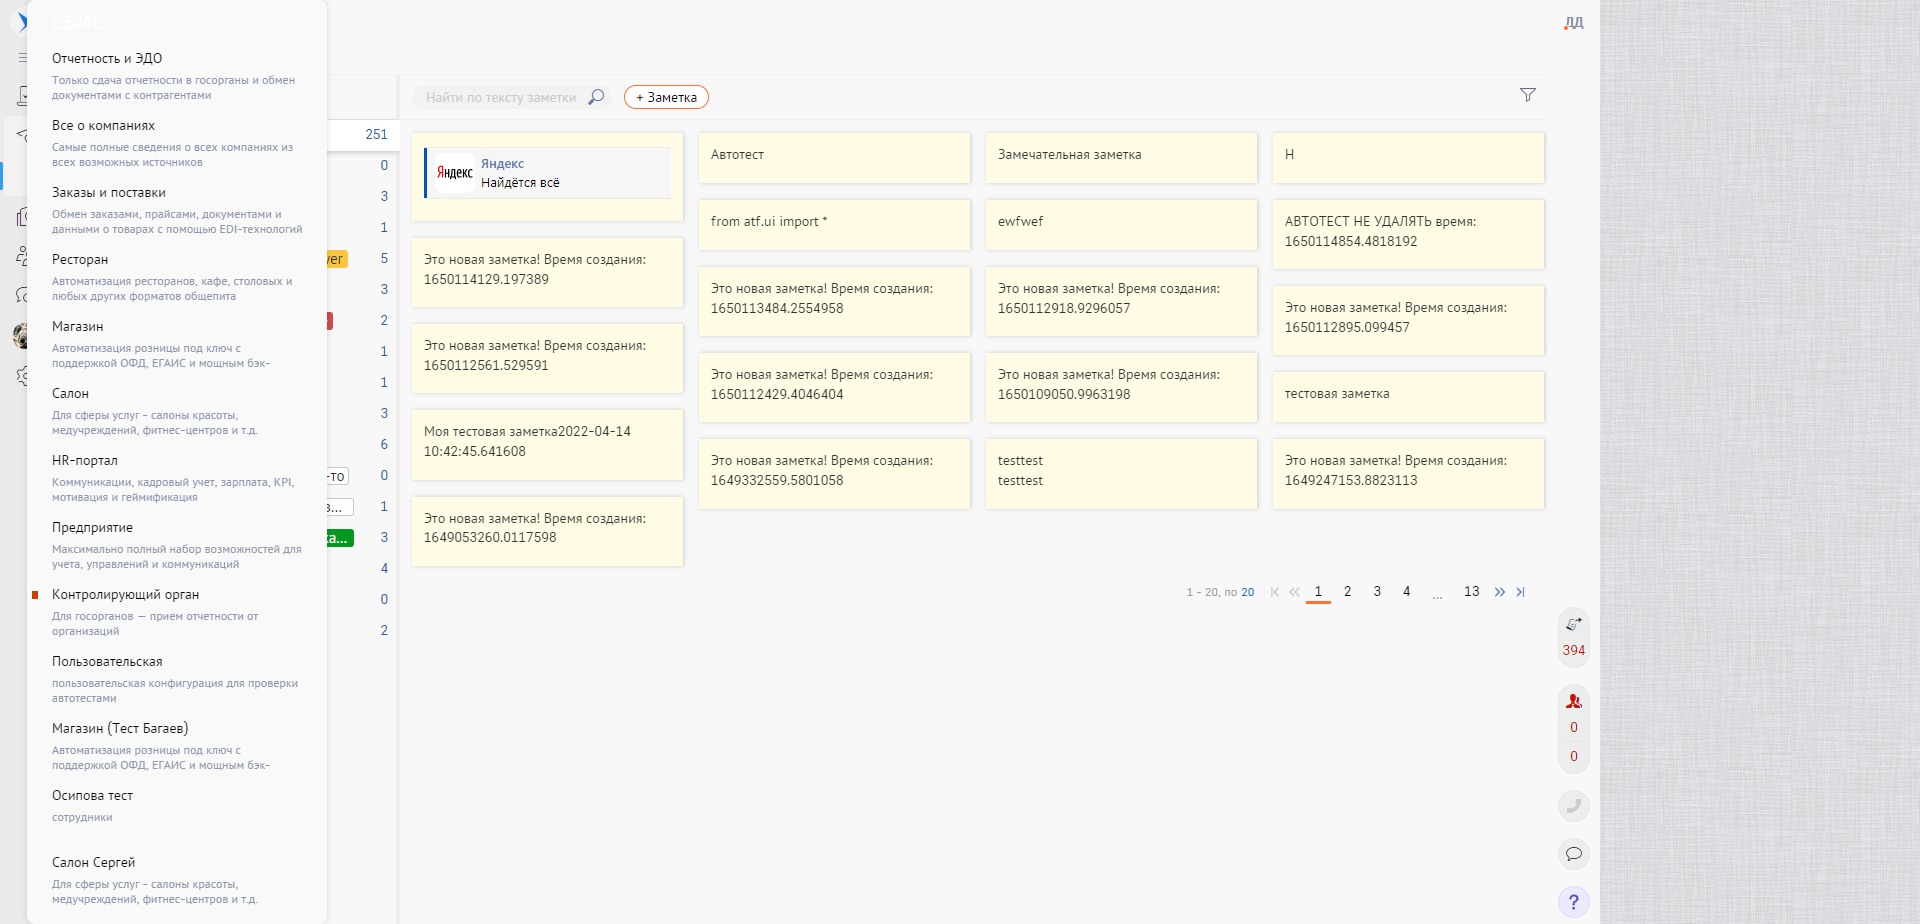 СБИС
Отчетность и ЭДО
Только сдача отчетности в госорганы и обмен
документами с контрагентами
Все о компаниях
Самые полные сведения о всех компаниях из
всех возможных источников
Заказы и поставки
Обмен заказами, прайсами, документами и
данными о товарах с помощью EDI-технологий
Ресторан
Автоматизация ресторанов, кафе, столовых и
любых других форматов общепита
Магазин
Автоматизация розницы под ключ с
поддержкой ОФД, ЕГАИС и мощным бэк-
Салон
Для сферы услуг - салоны красоты,
медучреждений, фитнес-центров и т.д.
HR-портал
Коммуникации, кадровый учет, зарплата, KPI,
мотивация и геймификация
Предприятие
Максимально полный набор возможностей для
учета, управлений и коммуникаций
Контролирующий орган
Для госорганов — прием отчетности от
организаций
Пользовательская
пользовательская конфигурация для проверки
автотестами
Магазин (Тест Багаев)
Автоматизация розницы под ключ с
поддержкой ОФД, ЕГАИС и мощным бэк-
Осипова тест
сотрудники
Салон Сергей
Для сферы услуг - салоны красоты,
медучреждений, фитнес-центров и т.д.
251
0
3
1
ver 5
3
2
1
1
3
6
-то 0
в... 1
ка... 3
4
0
2
Найти по тексту заметки
+ Заметка
Яндекс
Яндекс
Найдётся всё
Это новая заметка! Время создания:
1650114129.197389
Это новая заметка! Время создания:
1650112561.529591
Моя тестовая заметка2022-04-14
10:42:45.641608
Это новая заметка! Время создания:
1649053260.0117598
Автотест
from atf.ui import *
Это новая заметка! Время создания:
1650113484.2554958
Это новая заметка! Время создания:
1650112429.4046404
Это новая заметка! Время создания:
1649332559.5801058
Замечательная заметка
ewfwef
Это новая заметка! Время создания:
1650112918.9296057
Это новая заметка! Время создания:
1650109050.9963198
testtest
testtest
Н
АВТОТЕСТ НЕ УДАЛЯТЬ время:
1650114854.4818192
Это новая заметка! Время создания:
1650112895.099457
тестовая заметка
Это новая заметка! Время создания:
1649247153.8823113
1 - 20, по 20 1 2 3 4 ... 13
ДД
394
0
0
?